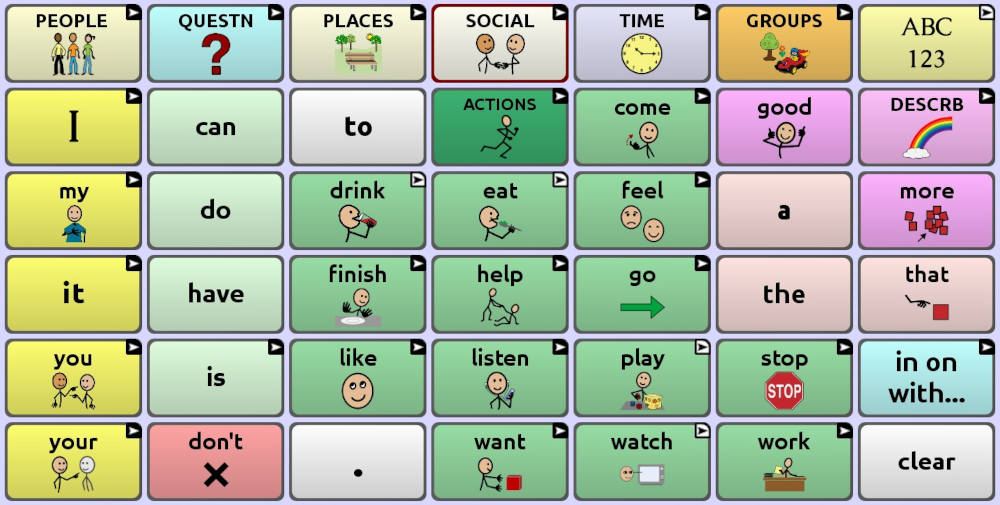 PEOPLE QUESTN PLACES SOCIAL TIME GROUPS ABC
123
I can to ACTIONS come good DESCRB
my do drink eat feel a more
it have finish help go the that
you is like listen play stop in on
STOP with...
your don't . want watch work clear